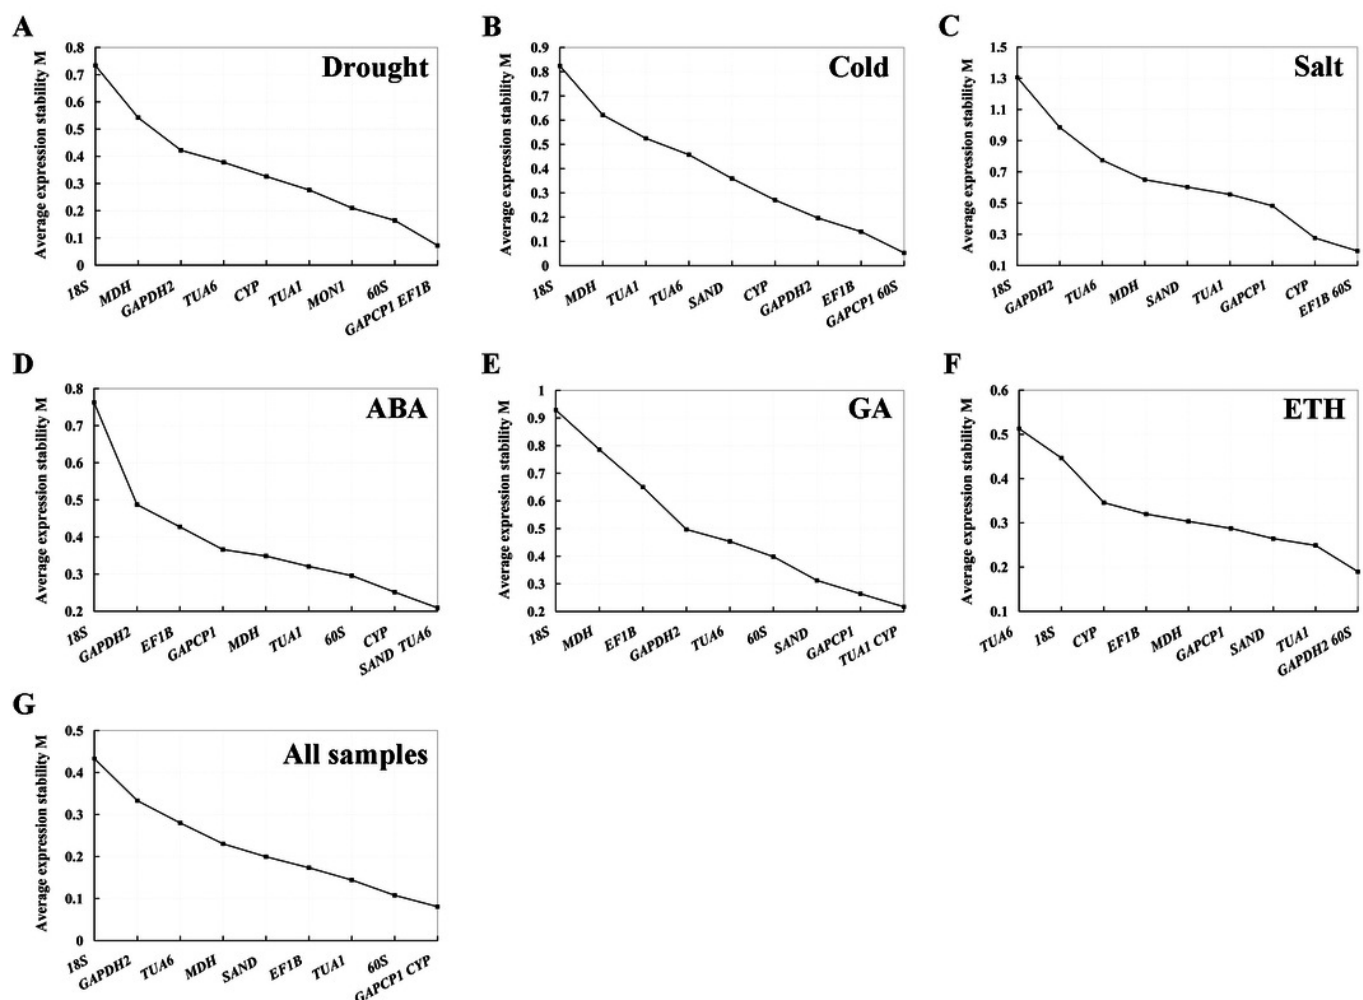 A
Drought
Average expression stability M
0.8
0.7
0.6
0.5
0.4
0.3
0.2
0.1
0
18S
MDH
GAPDH2
TUA6
CYP
TUA1
MON1
60S
GAPCP1 EF1B
B
Cold
Average expression stability M
0.9
0.8
0.7
0.6
0.5
0.4
0.3
0.2
0.1
0
18S
MDH
TUA1
TUA6
SAND
CYP
GAPDH2
EF1B
GAPCP1 60S
C
Salt
Average expression stability M
1.5
1.3
1.1
0.9
0.7
0.5
0.3
0.1
18S
GAPDH2
TUA6
MDH
SAND
TUA1
GAPCP1
CYP
EF1B 60S
D
ABA
Average expression stability M
0.8
0.7
0.6
0.5
0.4
0.3
0.2
18S
GAPDH2
EF1B
GAPCP1
MDH
TUA1
60S
CYP
SAND TUA6
E
GA
Average expression stability M
1
0.9
0.8
0.7
0.6
0.5
0.4
0.3
0.2
18S
MDH
EF1B
GAPDH2
TUA6
60S
SAND
GAPCP1
TUA1 CYP
F
ETH
Average expression stability M
0.6
0.5
0.4
0.3
0.2
0.1
TUA6
18S
CYP
EF1B
MDH
GAPCP1
SAND
TUA1
GAPDH2 60S
G
All samples
Average expression stability M
0.5
0.4
0.3
0.2
0.1
0
18S
GAPDH2
TUA6
MDH
SAND
EF1B
TUA1
60S
GAPCP1 CYP